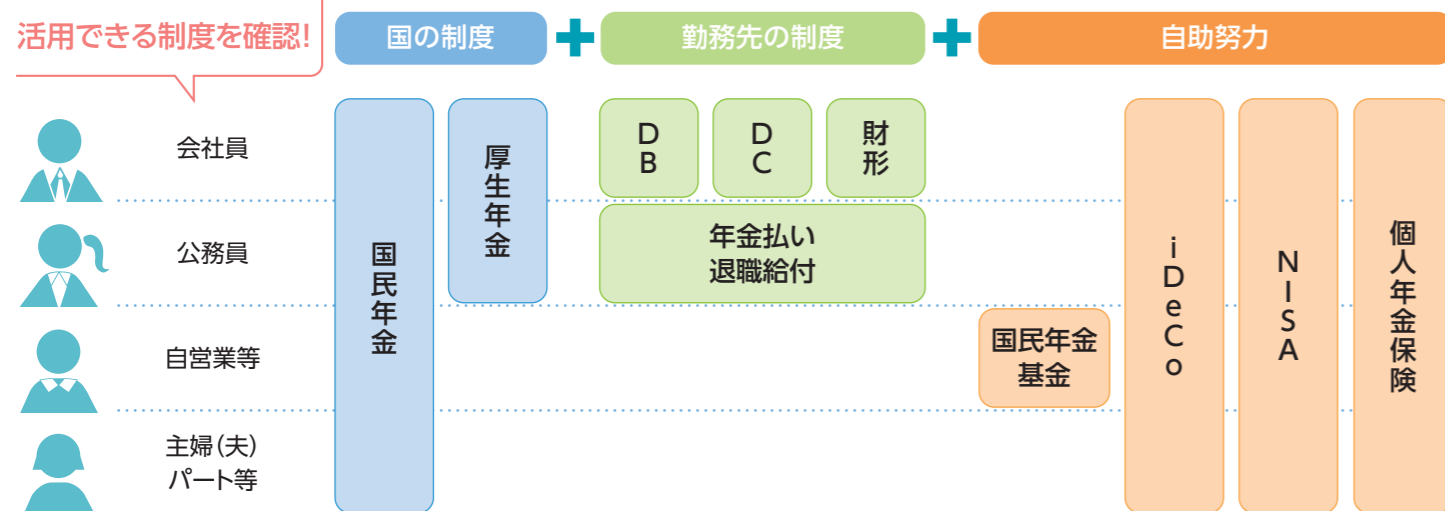 活用できる制度を確認!
国の制度
+
勤務先の制度
+
自助努力
会社員
公務員
自営業等
主婦(夫)
パート等
国民年金
厚生年金
DB
DC
財形
年金払い
退職給付
国民年金
基金
iDeCo
NISA
個人年金保険